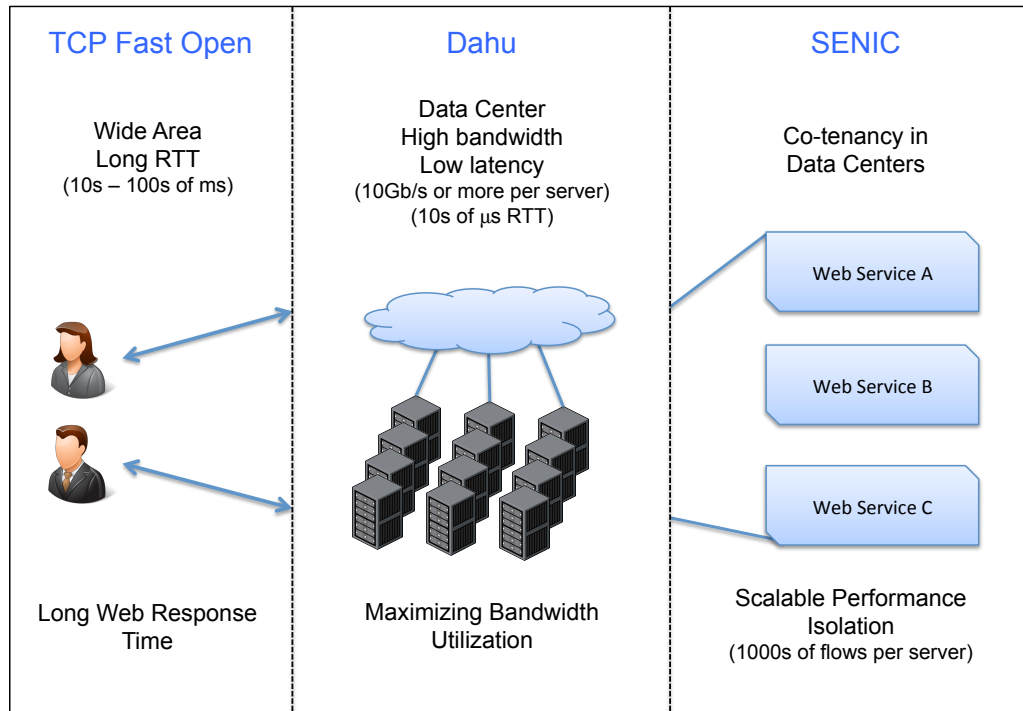 TCP Fast Open
Wide Area
Long RTT
(10s – 100s of ms)
Long Web Response
Time
Dahu
Data Center
High bandwidth
Low latency
(10Gb/s or more per server)
(10s of μs RTT)
Maximizing Bandwidth
Utilization
SENIC
Co-tenancy in
Data Centers
Web Service A
Web Service B
Web Service C
Scalable Performance
Isolation
(1000s of flows per server)